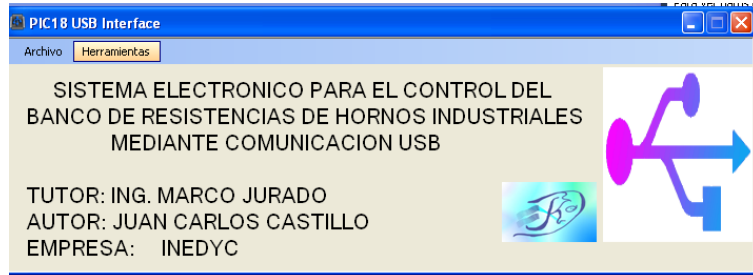 PIC18 USB Interface
Archivo Herramientas
SISTEMA ELECTRONICO PARA EL CONTROL DEL
BANCO DE RESISTENCIAS DE HORNOS INDUSTRIALES
MEDIANTE COMUNICACION USB
TUTOR: ING. MARCO JURADO
AUTOR: JUAN CARLOS CASTILLO
EMPRESA: INEDYC